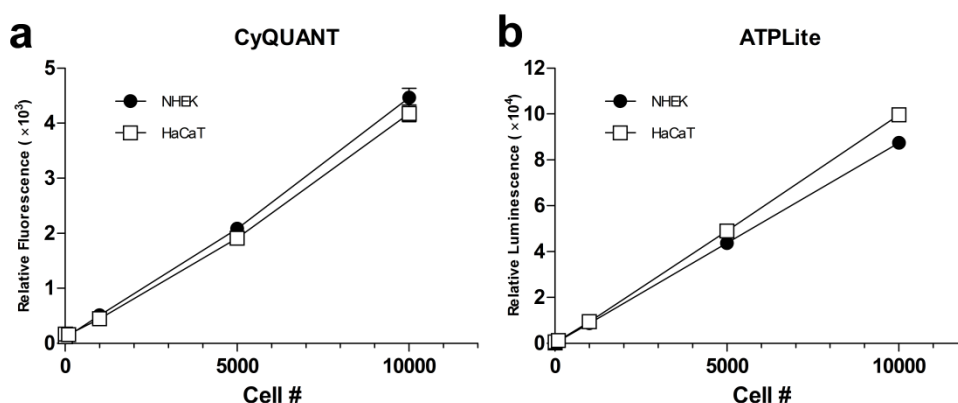 a
CyQUANT
5
4
3
2
1
0
Relative Fluorescence (×10³)
NHEK
HaCaT
0
5000
10000
Cell #
b
ATPLite
12
10
8
6
4
2
0
Relative Luminescence (×10⁴)
NHEK
HaCaT
0
5000
10000
Cell #